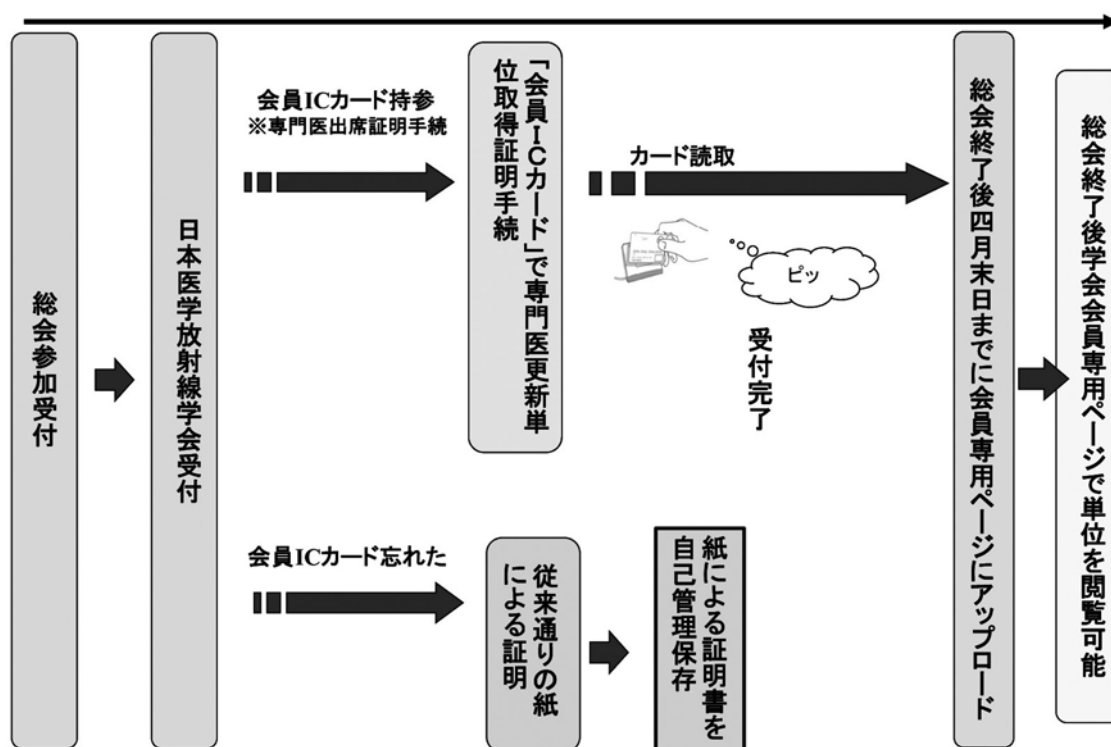 総会参加受付
日本医学放射線学会受付
会員ICカード持参
※専門医出席証明手続
「会員ICカード」で専門医更新単
位取得証明手続
カード読取
ピッ
受付完了
総会終了後四月末日までに会員専用ページにアップロード
総会終了後学会会員専用ページで単位を閲覧可能
会員ICカード忘れた
従来通りの紙
による証明
紙による証明書を
自己管理保存